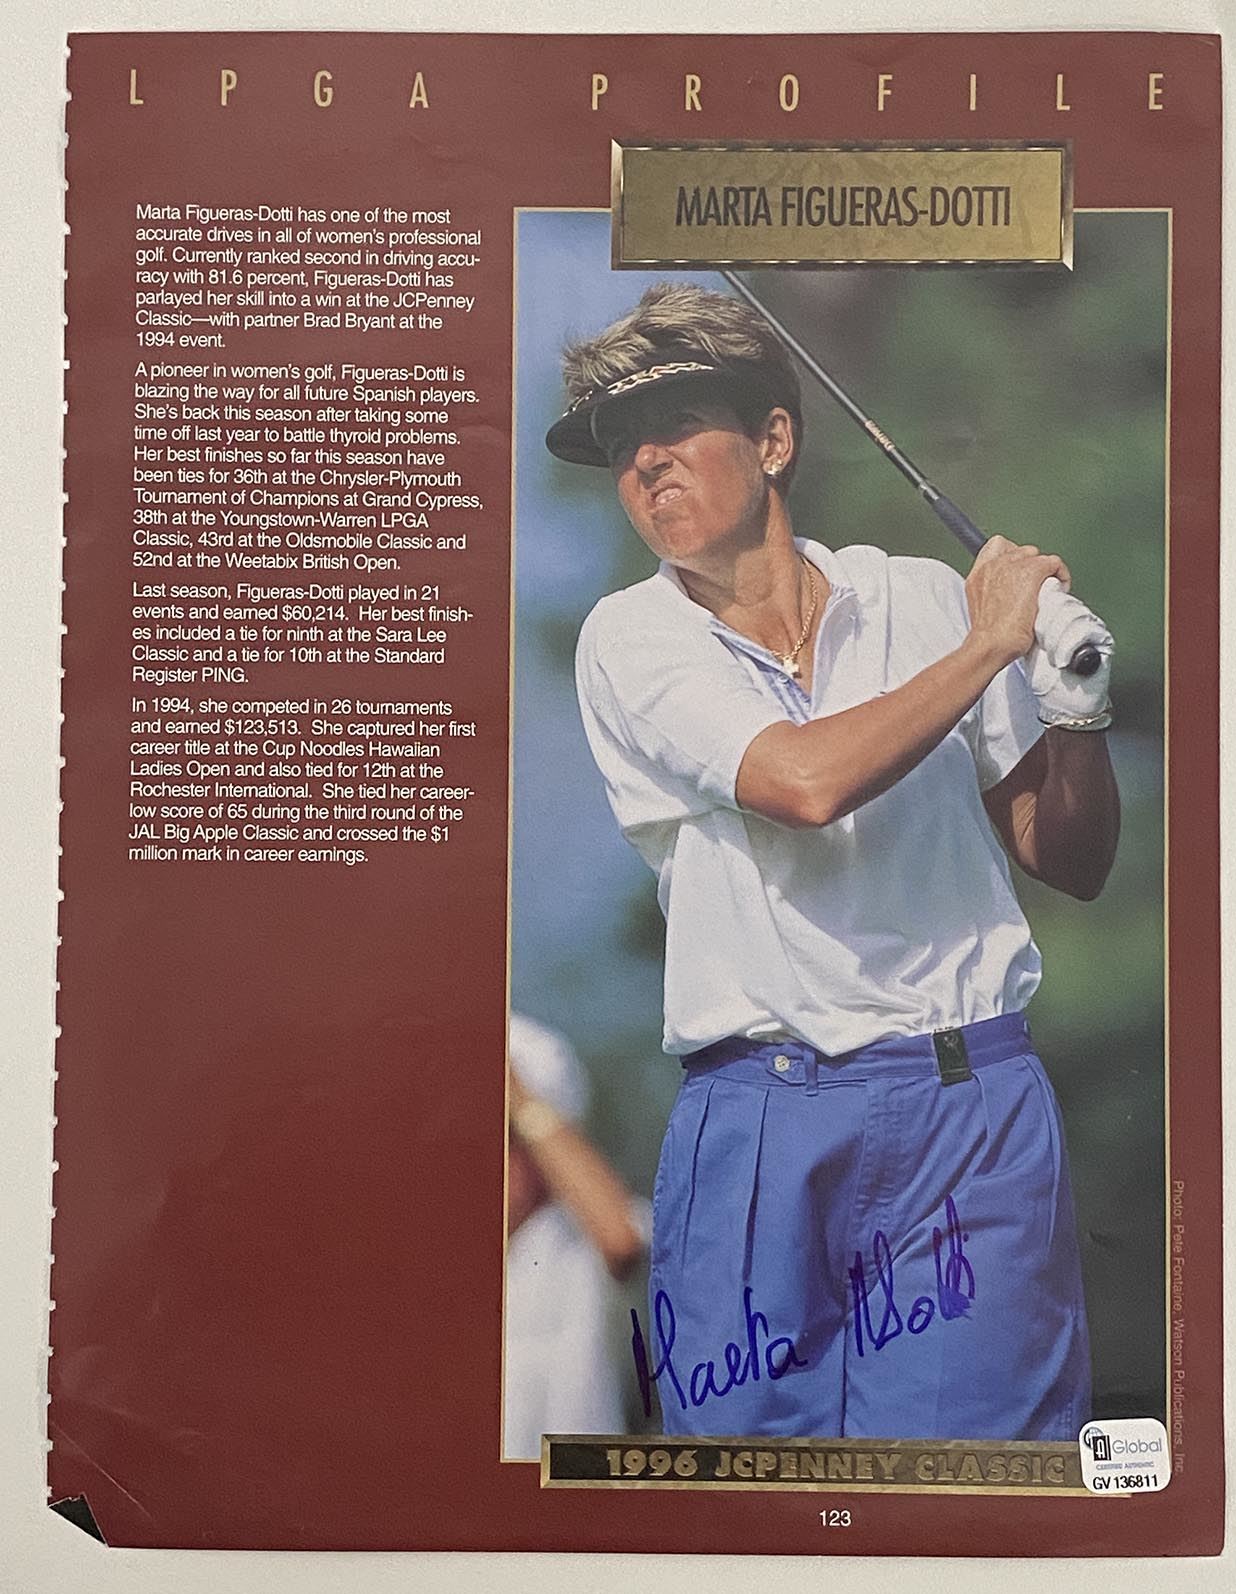 LPGA PROFILE
MARTA FIGUERAS-DOTTI
Marta Figueras-Dotti has one of the most
accurate drives in all of women's professional
golf. Currently ranked second in driving accu-
racy with 81.6 percent, Figueras-Dotti has
parlayed her skill into a win at the JCPenney
Classic—with partner Brad Bryant at the
1994 event.
A pioneer in women's golf, Figueras-Dotti is
blazing the way for all future Spanish players.
She's back this season after taking some
time off last year to battle thyroid problems.
Her best finishes so far this season have
been ties for 36th at the Chrysler-Plymouth
Tournament of Champions at Grand Cypress,
38th at the Youngstown-Warren LPGA
Classic, 43rd at the Oldsmobile Classic and
52nd at the Weetabix British Open.
Last season, Figueras-Dotti played in 21
events and earned $60,214. Her best finish-
es included a tie for ninth at the Sara Lee
Classic and a tie for 10th at the Standard
Register PING.
In 1994, she competed in 26 tournaments
and earned $123,513. She captured her first
career title at the Cup Noodles Hawaiian
Ladies Open and also tied for 12th at the
Rochester International. She tied her career-
low score of 65 during the third round of the
JAL Big Apple Classic and crossed the $1
million mark in career earnings.
Marta
Photo: Pete Fontaine, Watson Publications, Inc.
1996 JCPENNEY CLASSIC
Global
CERTIFIED AUTHENTIC
GV 136811
123